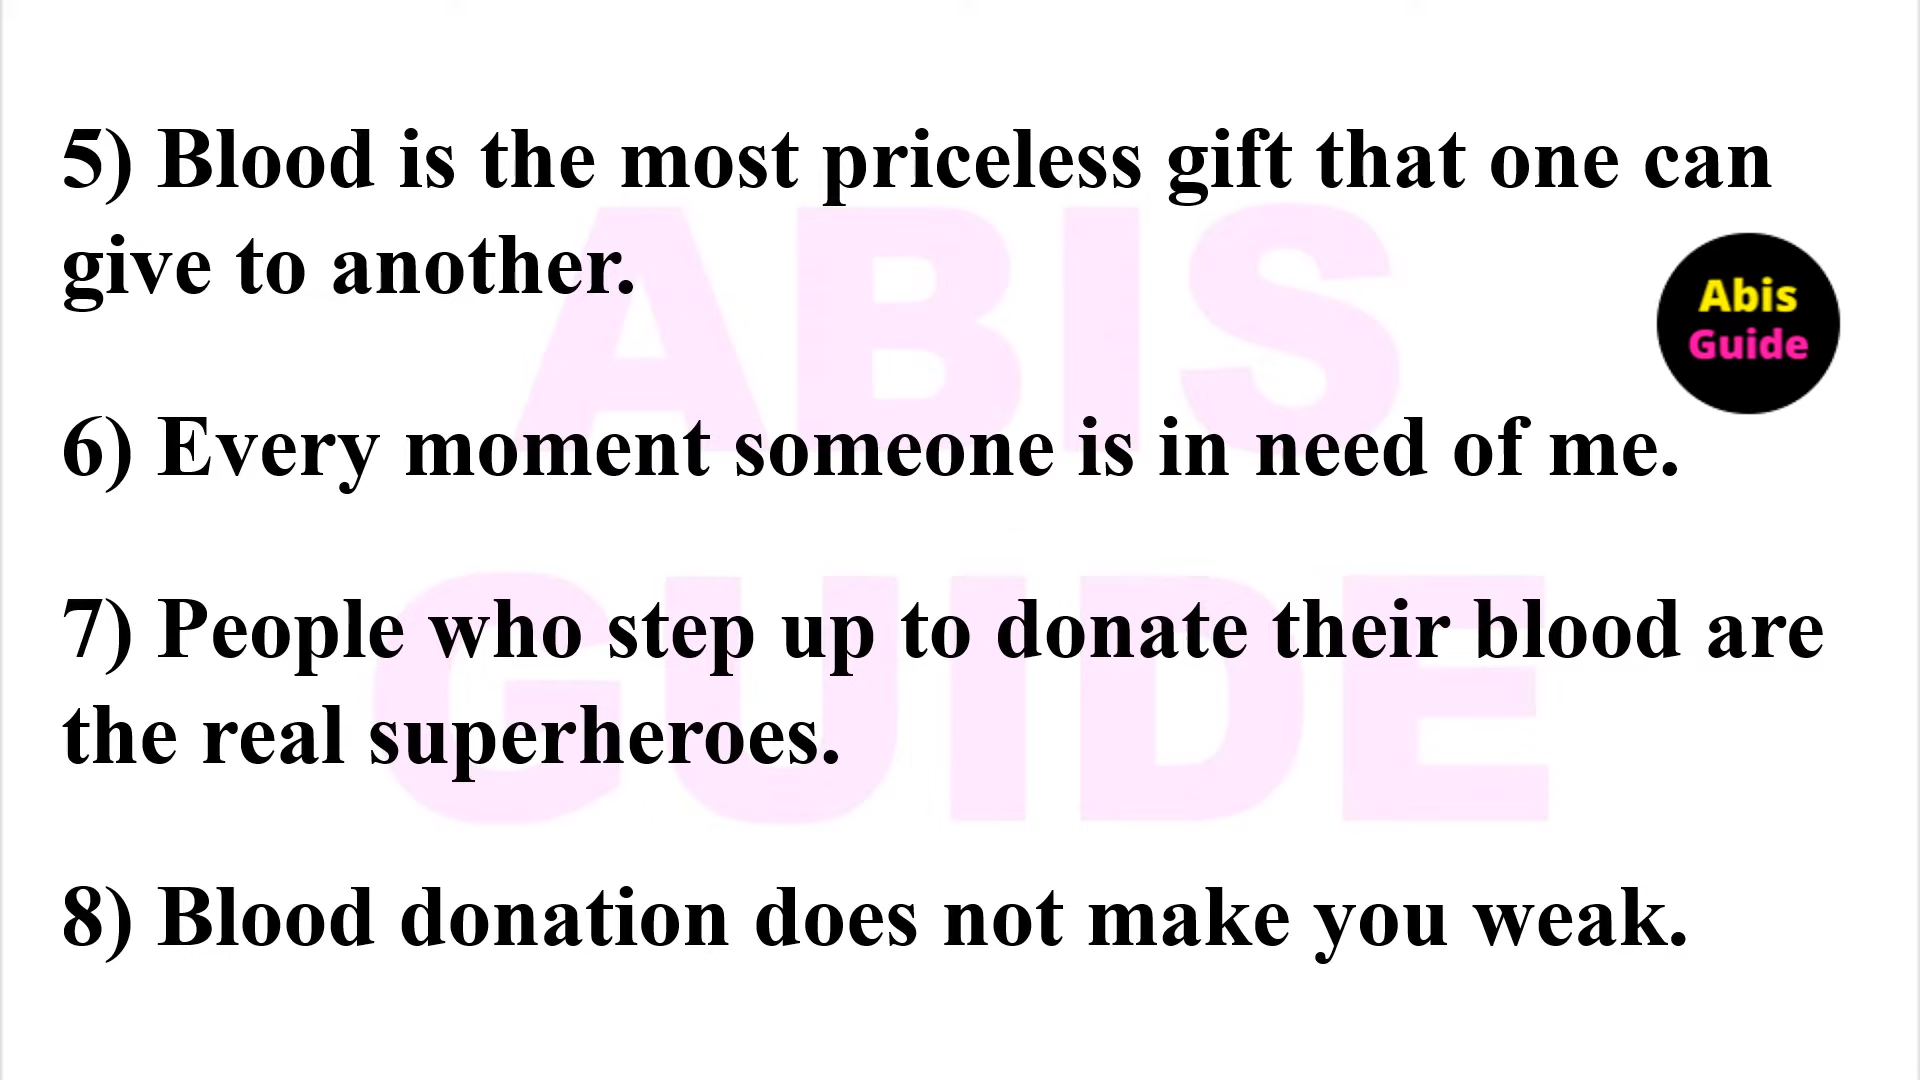 5) Blood is the most priceless gift that one can
give to another.
Abis
Guide
6) Every moment someone is in need of me.
7) People who step up to donate their blood are
the real superheroes.
8) Blood donation does not make you weak.
ABIS
GUIDE